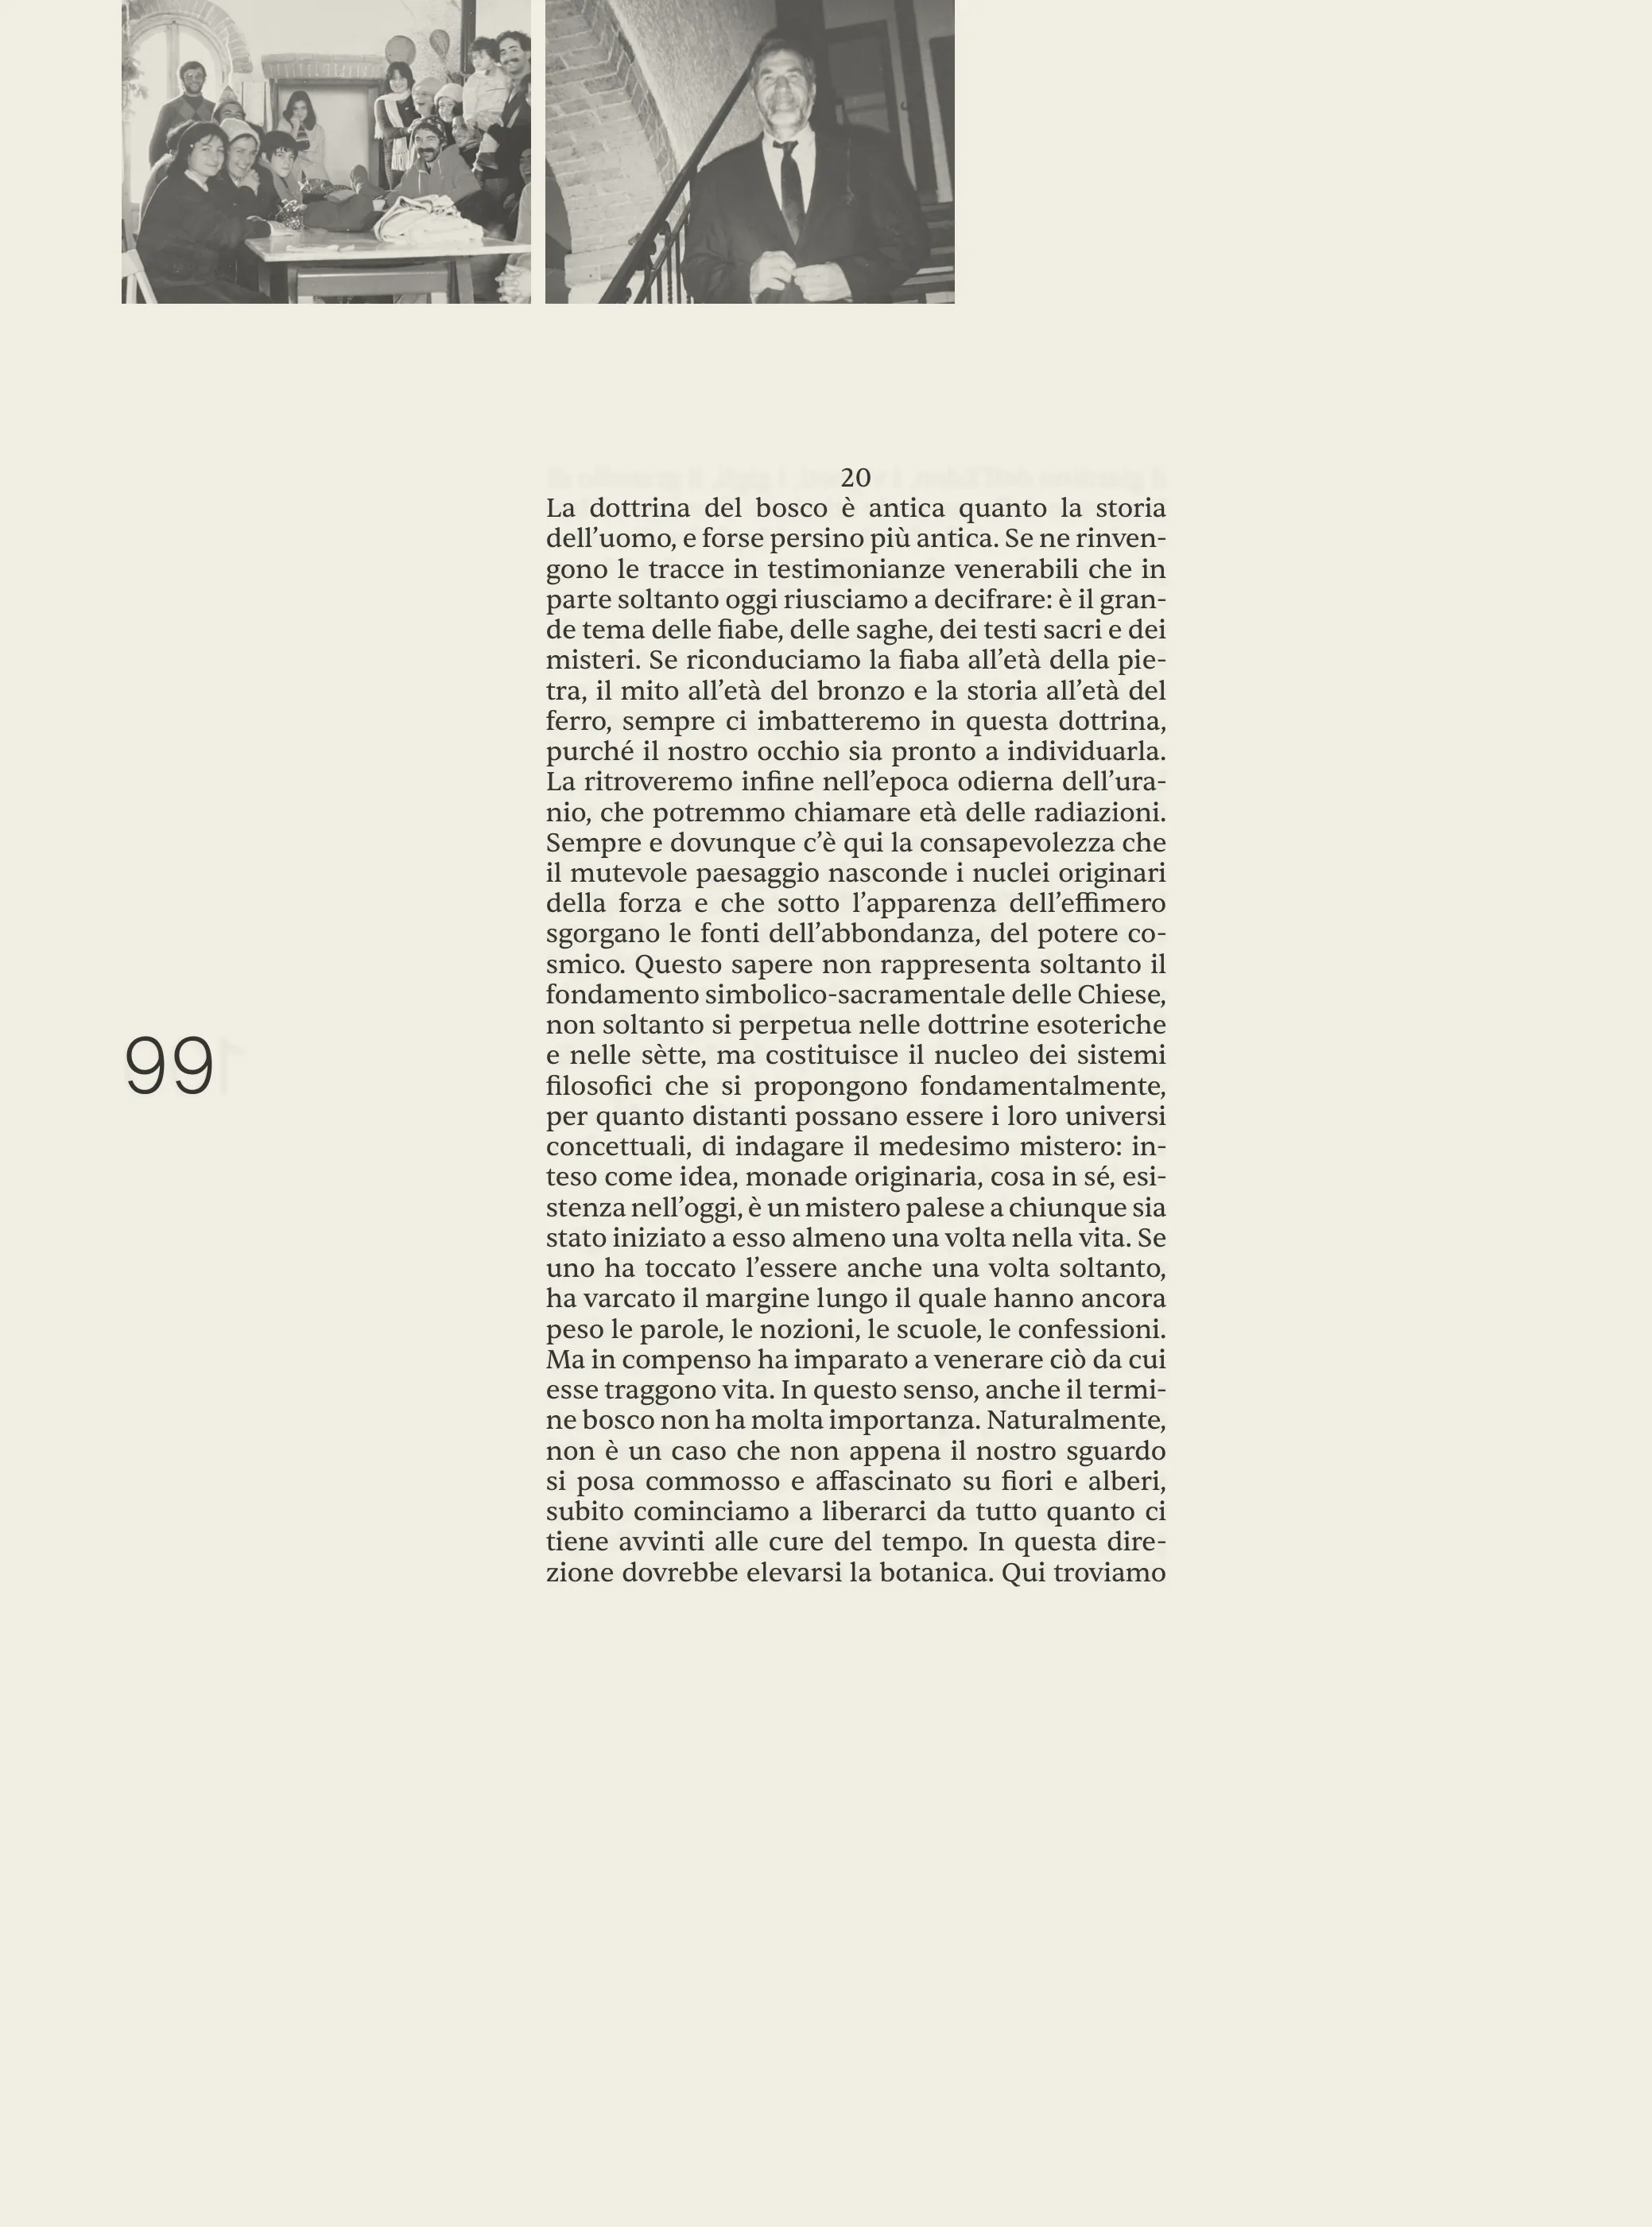 20
La dottrina del bosco è antica quanto la storia
dell’uomo, e forse persino più antica. Se ne rinven-
gono le tracce in testimonianze venerabili che in
parte soltanto oggi riusciamo a decifrare: è il gran-
de tema delle fiabe, delle saghe, dei testi sacri e dei
misteri. Se riconduciamo la fiaba all’età della pie-
tra, il mito all’età del bronzo e la storia all’età del
ferro, sempre ci imbatteremo in questa dottrina,
purché il nostro occhio sia pronto a individuarla.
La ritroveremo infine nell’epoca odierna dell’ura-
nio, che potremmo chiamare età delle radiazioni.
Sempre e dovunque c’è qui la consapevolezza che
il mutevole paesaggio nasconde i nuclei originari
della forza e che sotto l’apparenza dell’effimero
sgorgano le fonti dell’abbondanza, del potere co-
smico. Questo sapere non rappresenta soltanto il
fondamento simbolico-sacramentale delle Chiese,
non soltanto si perpetua nelle dottrine esoteriche
e nelle sètte, ma costituisce il nucleo dei sistemi
filosofici che si propongono fondamentalmente,
per quanto distanti possano essere i loro universi
concettuali, di indagare il medesimo mistero: in-
teso come idea, monade originaria, cosa in sé, esi-
stenza nell’oggi, è un mistero palese a chiunque sia
stato iniziato a esso almeno una volta nella vita. Se
uno ha toccato l’essere anche una volta soltanto,
ha varcato il margine lungo il quale hanno ancora
peso le parole, le nozioni, le scuole, le confessioni.
Ma in compenso ha imparato a venerare ciò da cui
esse traggono vita. In questo senso, anche il termi-
ne bosco non ha molta importanza. Naturalmente,
non è un caso che non appena il nostro sguardo
si posa commosso e affascinato su fiori e alberi,
subito cominciamo a liberarci da tutto quanto ci
tiene avvinti alle cure del tempo. In questa dire-
zione dovrebbe elevarsi la botanica. Qui troviamo
99